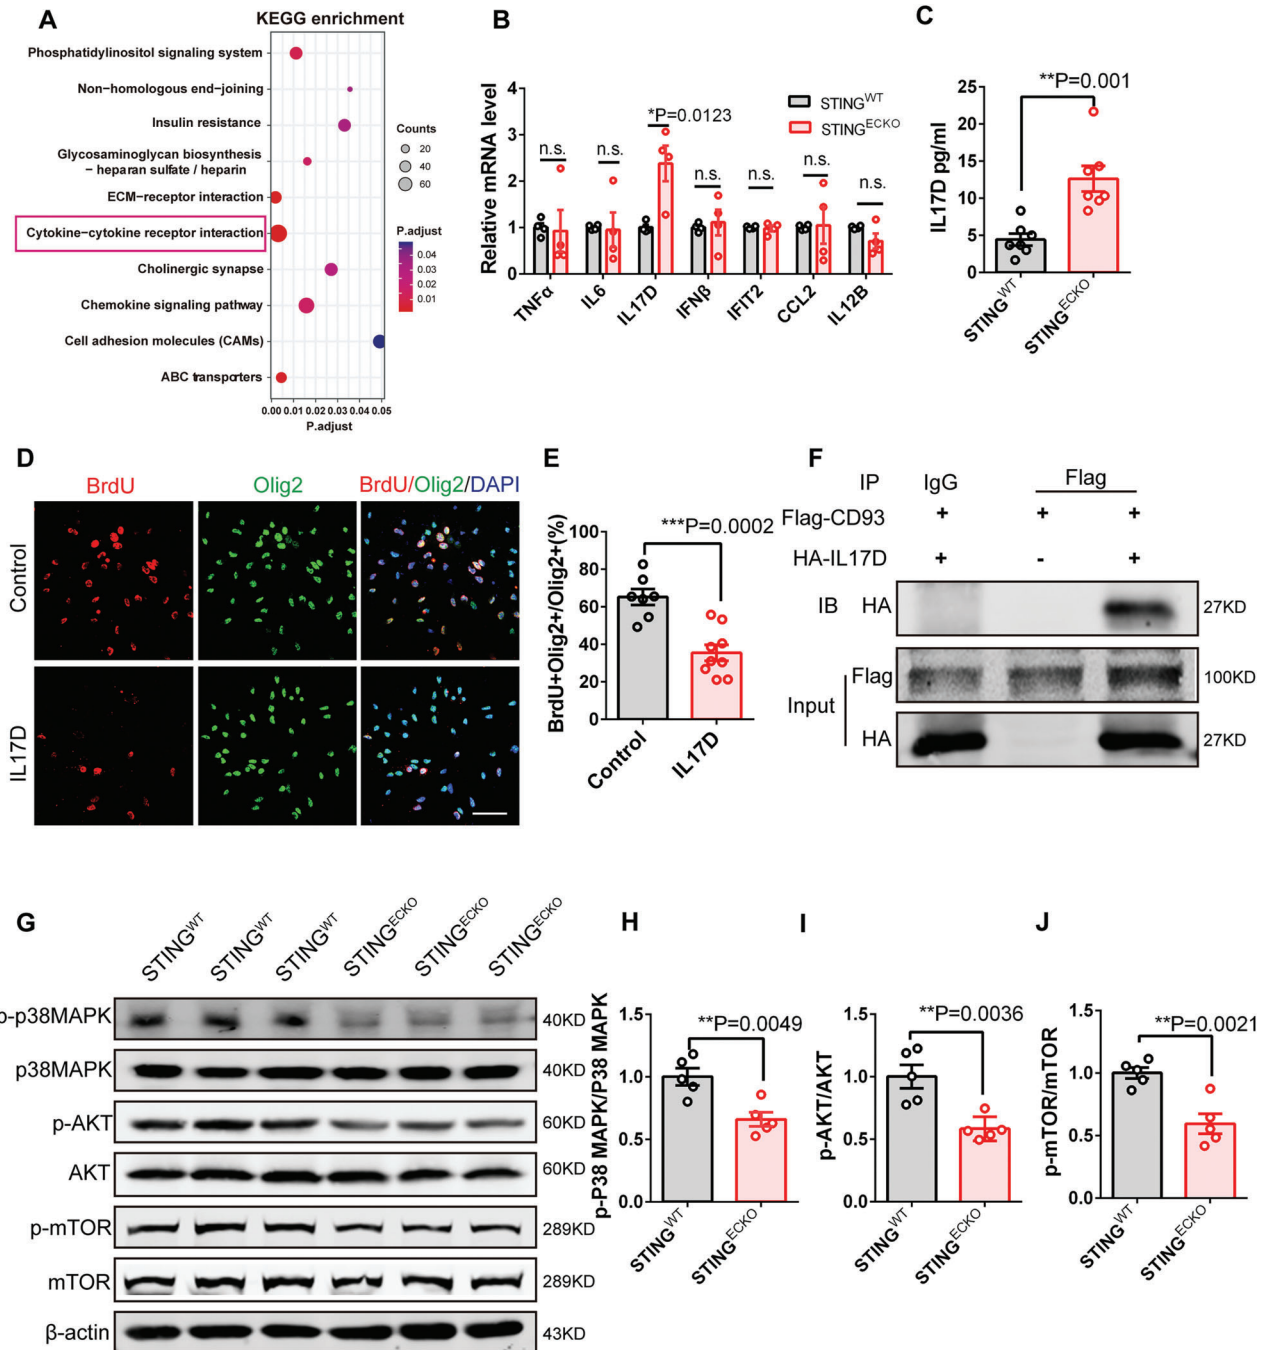 A
KEGG enrichment
Phosphatidylinositol signaling system
Non-homologous end-joining
Insulin resistance
Glycosaminoglycan biosynthesis
- heparan sulfate / heparin
ECM-receptor interaction
Cytokine-cytokine receptor interaction
Cholinergic synapse
Chemokine signaling pathway
Cell adhesion molecules (CAMs)
ABC transporters
0.00 0.01 0.02 0.03 0.04 0.05
P.adjust
Counts
20
40
60
P.adjust
0.04
0.03
0.02
0.01
B
Relative mRNA level
4
3
2
1
0
n.s.
n.s.
*P=0.0123
n.s.
n.s.
n.s.
n.s.
STING^WT
STING^ECKO
TNFα
IL6
IL17D
IFNβ
IFIT2
CCL2
IL12B
C
**P=0.001
IL17D pg/ml
25
20
15
10
5
0
STING^WT
STING^ECKO
D
BrdU
Olig2
BrdU/Olig2/DAPI
Control
IL17D
E
***P=0.0002
BrdU+Olig2+/Olig2+(%)
100
80
60
40
20
0
Control
IL17D
F
IP IgG Flag
Flag-CD93 + + +
HA-IL17D + - +
IB HA 27KD
Input
Flag 100KD
HA 27KD
G
STING^WT STING^WT STING^WT STING^ECKO STING^ECKO STING^ECKO
p-p38MAPK 40KD
p38MAPK 40KD
p-AKT 60KD
AKT 60KD
p-mTOR 289KD
mTOR 289KD
β-actin 43KD
H
**P=0.0049
p-P38 MAPK/P38 MAPK
1.5
1.0
0.5
0.0
STING^WT
STING^ECKO
I
**P=0.0036
p-AKT/AKT
1.5
1.0
0.5
0.0
STING^WT
STING^ECKO
J
**P=0.0021
p-mTOR/mTOR
1.5
1.0
0.5
0.0
STING^WT
STING^ECKO